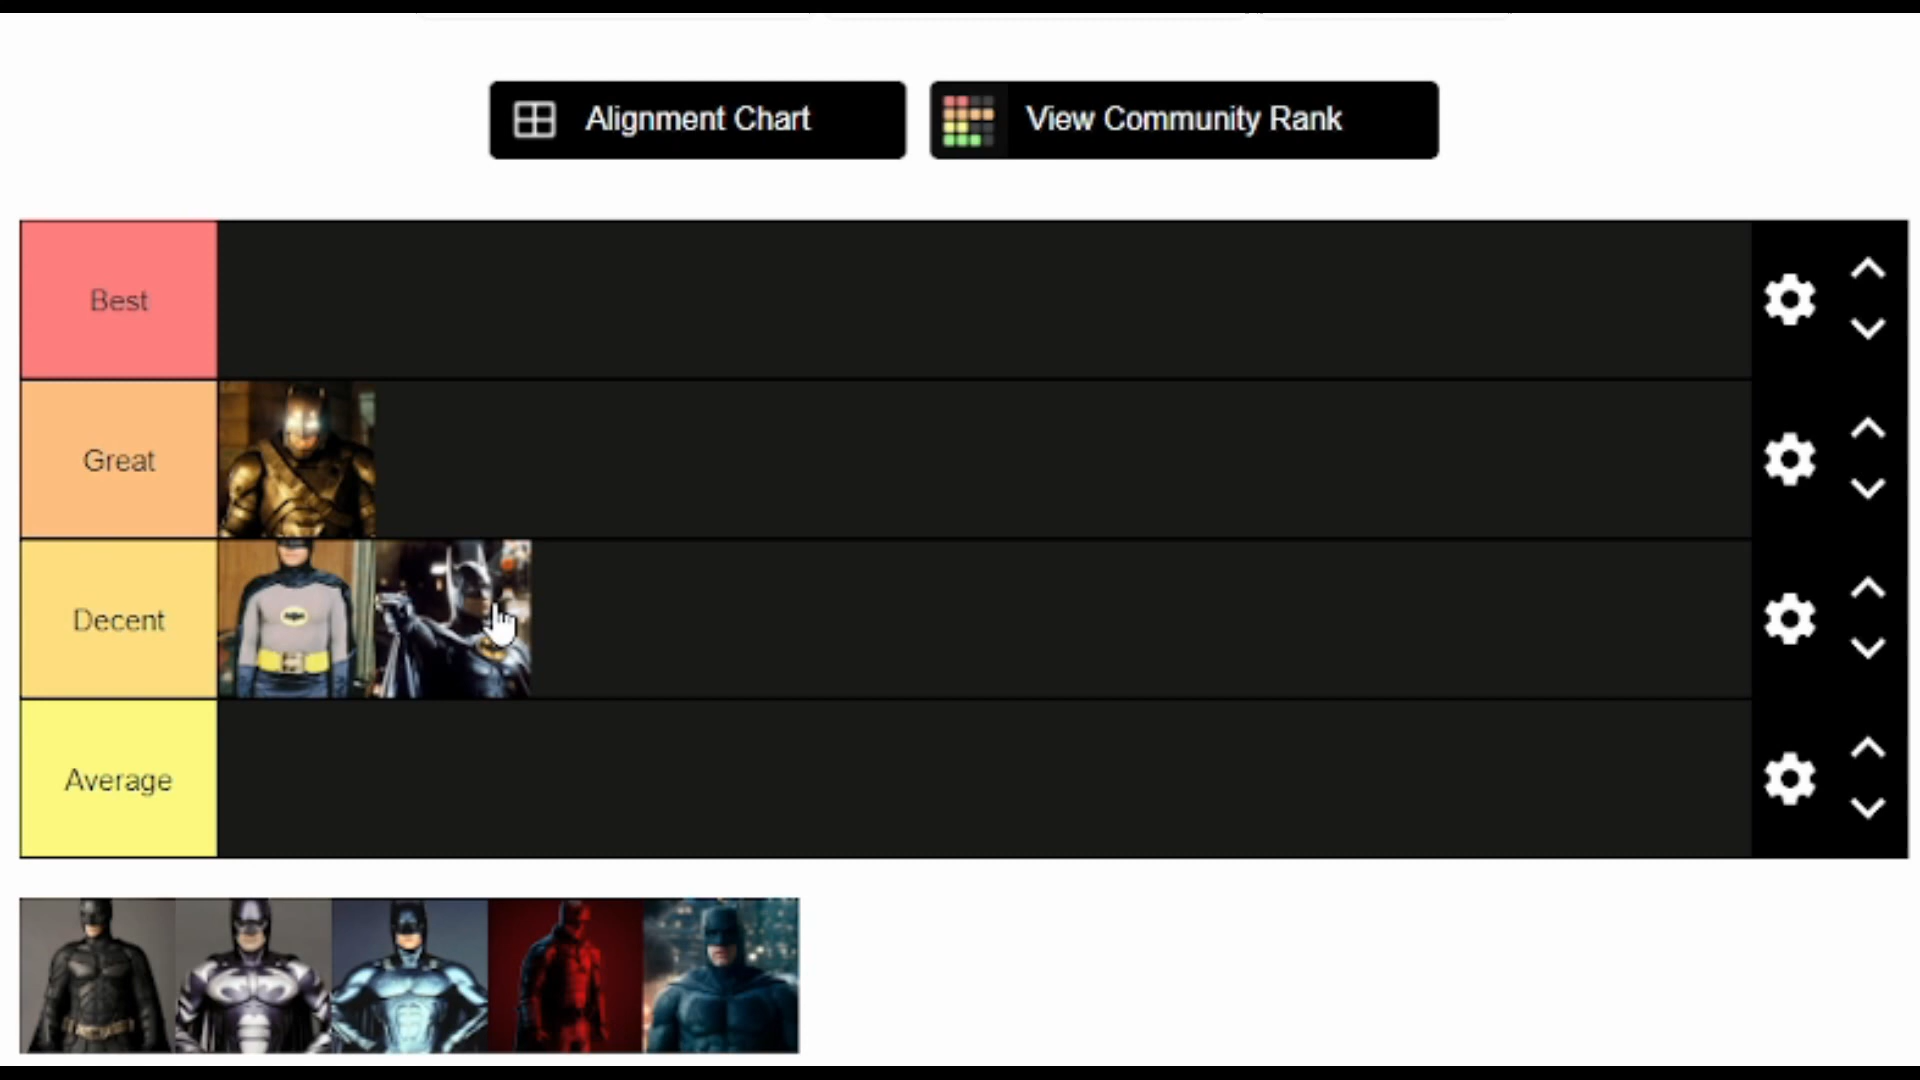 Alignment Chart
View Community Rank
Best
Great
Decent
Average